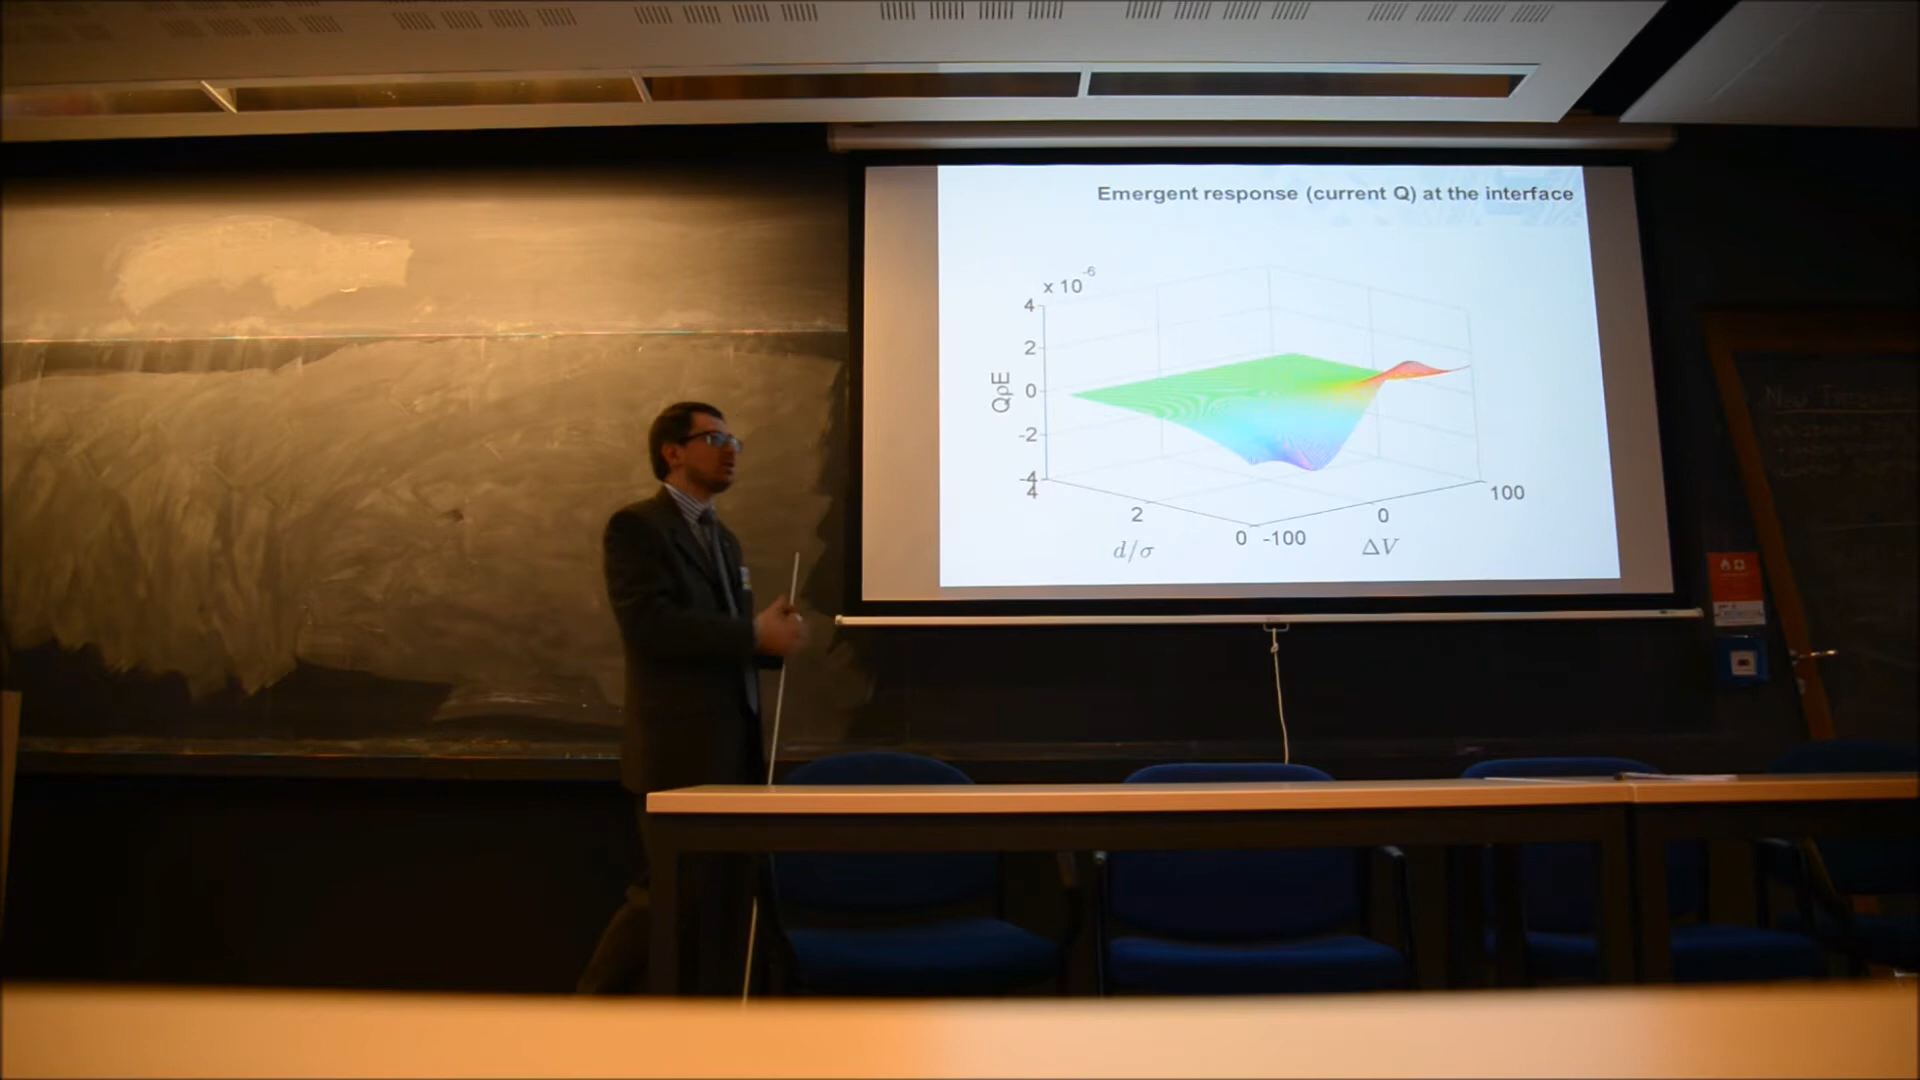 Emergent response (current Q) at the interface
x 10-6
4
2
0
-2
-4
QρE
4
2
0
d/σ
-100
0
100
ΔV